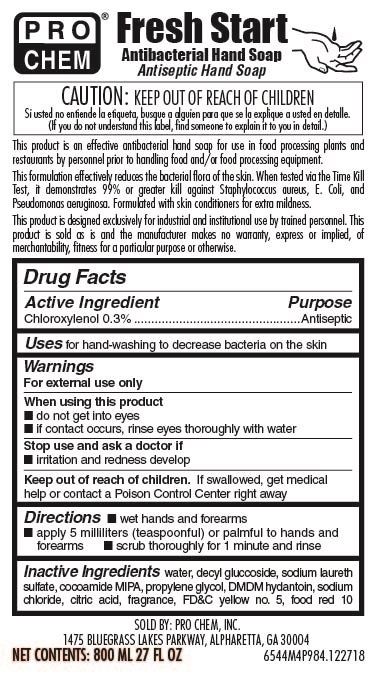 PRO CHEM®
Fresh Start
Antibacterial Hand Soap
Antiseptic Hand Soap
CAUTION: KEEP OUT OF REACH OF CHILDREN
Si usted no entiende la etiqueta, busque a alguien para que se la explique a usted en detalle.
(If you do not understand this label, find someone to explain it to you in detail.)
This product is an effective antibacterial hand soap for use in food processing plants and
restaurants by personnel prior to handling food and/or food processing equipment.
This formulation effectively reduces the bacterial flora of the skin. When tested via the Time Kill
Test, it demonstrates 99% or greater kill against Staphylococcus aureus, E. Coli, and
Pseudomonas aeruginosa. Formulated with skin conditioners for extra mildness.
This product is designed exclusively for industrial and institutional use by trained personnel. This
product is sold as is and the manufacturer makes no warranty, express or implied, of
merchantability, fitness for a particular purpose or otherwise.
Drug Facts
Active Ingredient Purpose
Chloroxylenol 0.3% ..................................................Antiseptic
Uses for hand-washing to decrease bacteria on the skin
Warnings
For external use only
When using this product
■ do not get into eyes
■ if contact occurs, rinse eyes thoroughly with water
Stop use and ask a doctor if
■ irritation and redness develop
Keep out of reach of children. If swallowed, get medical
help or contact a Poison Control Center right away
Directions ■ wet hands and forearms
■ apply 5 milliliters (teaspoonful) or palmful to hands and
forearms ■ scrub thoroughly for 1 minute and rinse
Inactive Ingredients water, decyl gluccoside, sodium laureth
sulfate, cocoamide MIPA, propylene glycol, DMDM hydantoin, sodium
chloride, citric acid, fragrance, FD&C yellow no. 5, food red 10
SOLD BY: PRO CHEM, INC.
1475 BLUEGRASS LAKES PARKWAY, ALPHARETTA, GA 30004
NET CONTENTS: 800 ML 27 FL OZ 6544M4P984.122718